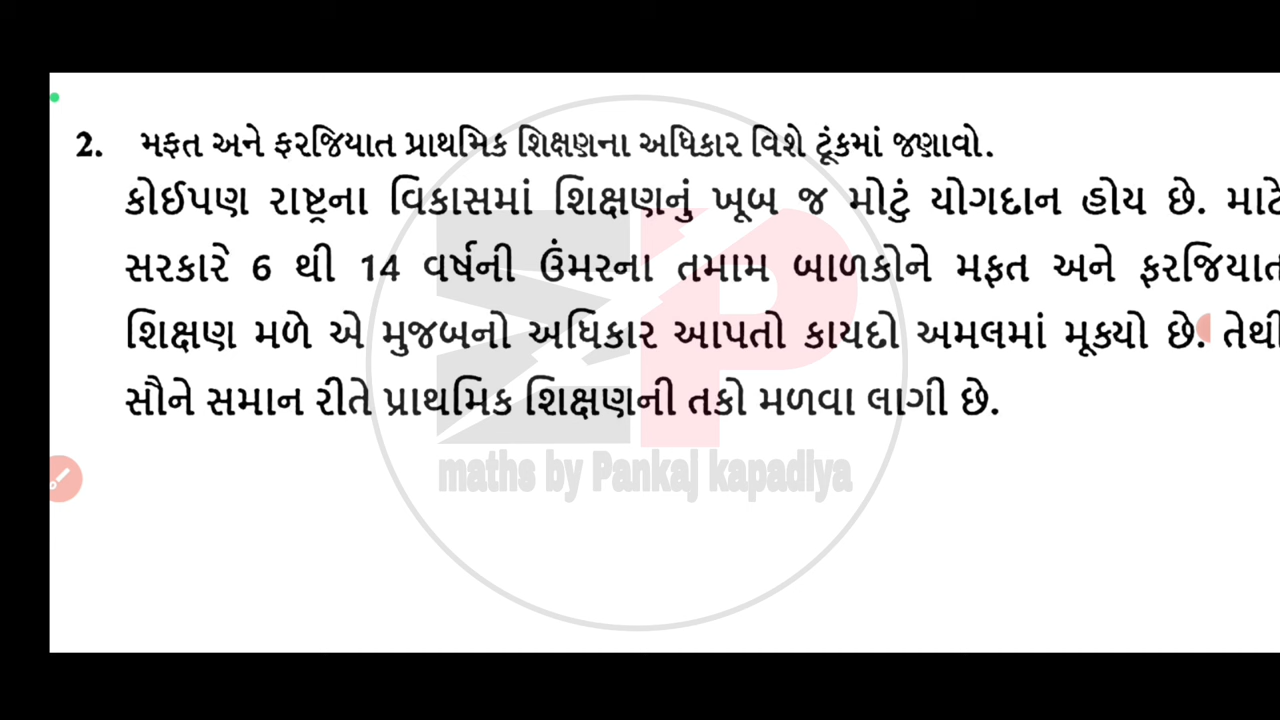 2. મફત અને ફરજિયાત પ્રાથમિક શિક્ષણના અધિકાર વિશે ટૂંકમાં જણાવો.
કોઈપણ રાષ્ટ્રના વિકાસમાં શિક્ષણનું ખૂબ જ મોટું યોગદાન હોય છે. માટે
સરકારે 6 થી 14 વર્ષની ઉંમરના તમામ બાળકોને મફત અને ફરજિયાત
શિક્ષણ મળે એ મુજબનો અધિકાર આપતો કાયદો અમલમાં મૂક્યો છે. તેથી
સૌને સમાન રીતે પ્રાથમિક શિક્ષણની તકો મળવા લાગી છે.
maths by Pankaj kapadiya